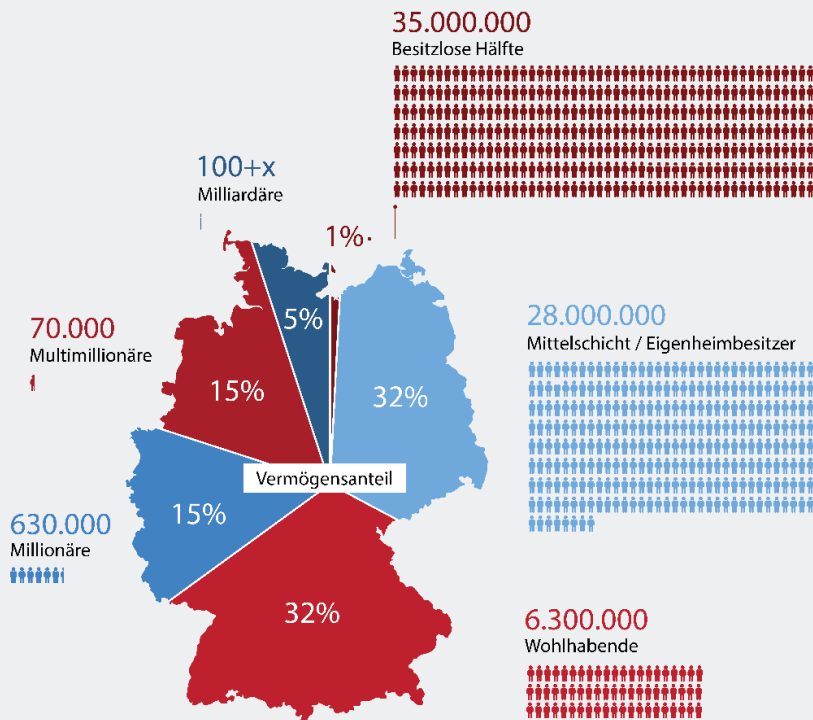 35.000.000
Besitzlose Hälfte
100+x
Milliardäre
1%
5%
70.000
Multimillionäre
15%
32%
28.000.000
Mittelschicht / Eigenheimbesitzer
Vermögensanteil
630.000
Millionäre
15%
32%
6.300.000
Wohlhabende